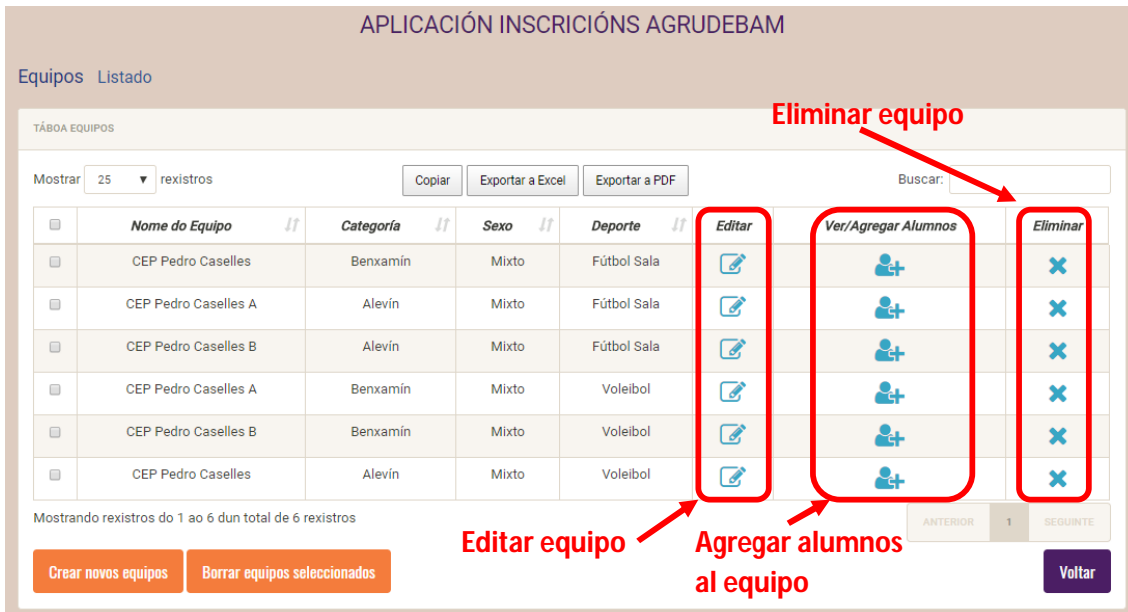 APLICACIÓN INSCRICIÓNS AGRUDEBAM
Equipos Listado
Eliminar equipo
TÁBOA EQUIPOS
Mostrar 25 rexistros Copiar Exportar a Excel Exportar a PDF Buscar:
Nome do Equipo Categoría Sexo Deporte Editar Ver/Agregar Alumnos Eliminar
CEP Pedro Caselles Benxamín Mixto Fútbol Sala
CEP Pedro Caselles A Alevín Mixto Fútbol Sala
CEP Pedro Caselles B Alevín Mixto Fútbol Sala
CEP Pedro Caselles A Benxamín Mixto Voleibol
CEP Pedro Caselles B Benxamín Mixto Voleibol
CEP Pedro Caselles Alevín Mixto Voleibol
Mostrando rexistros do 1 ao 6 dun total de 6 rexistros ANTERIOR 1 SEGUINTE
Editar equipo
Agregar alumnos
al equipo
Crear novos equipos Borrar equipos seleccionados Voltar